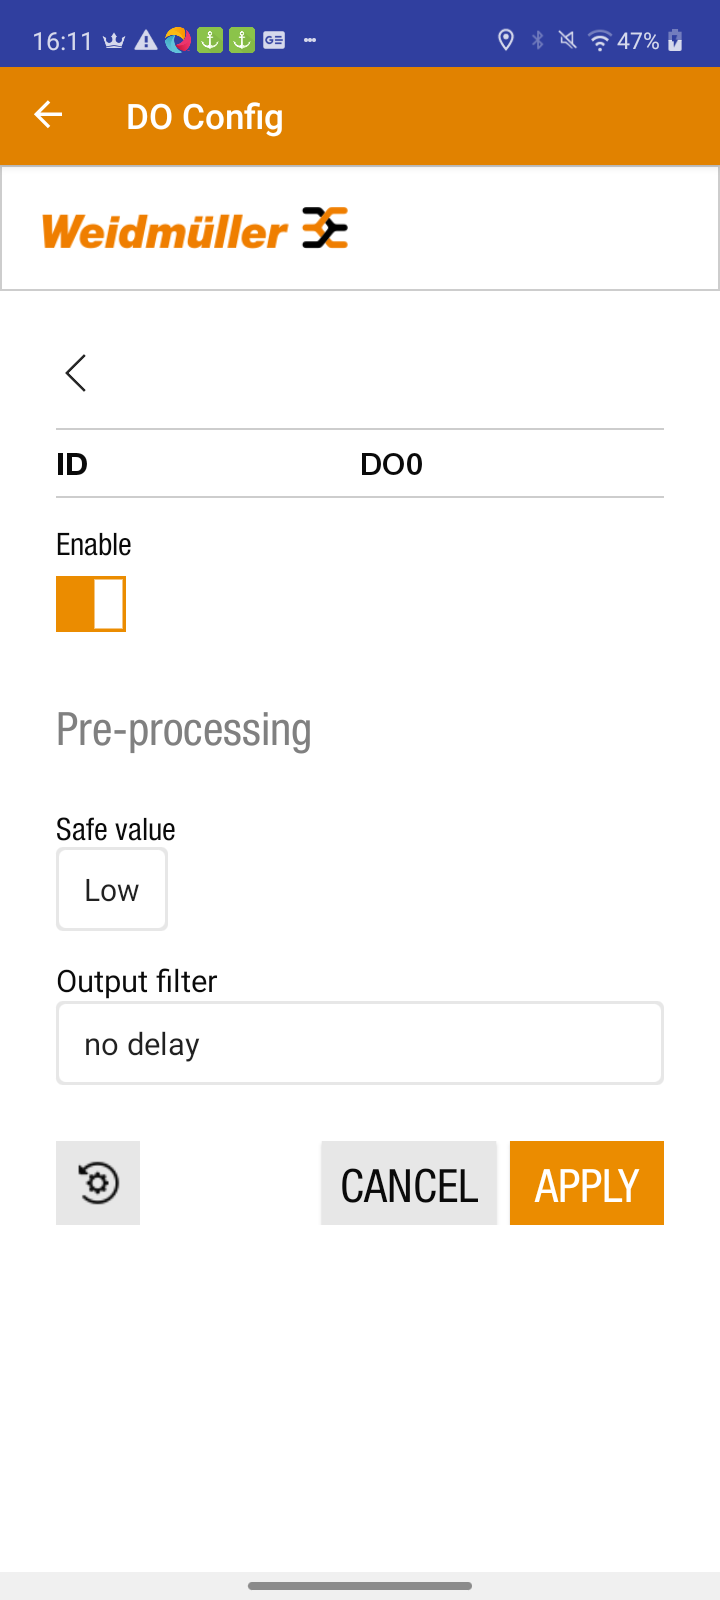 16:11 47%
DO Config
Weidmüller
ID DO0
Enable
Pre-processing
Safe value
Low
Output filter
no delay
CANCEL APPLY